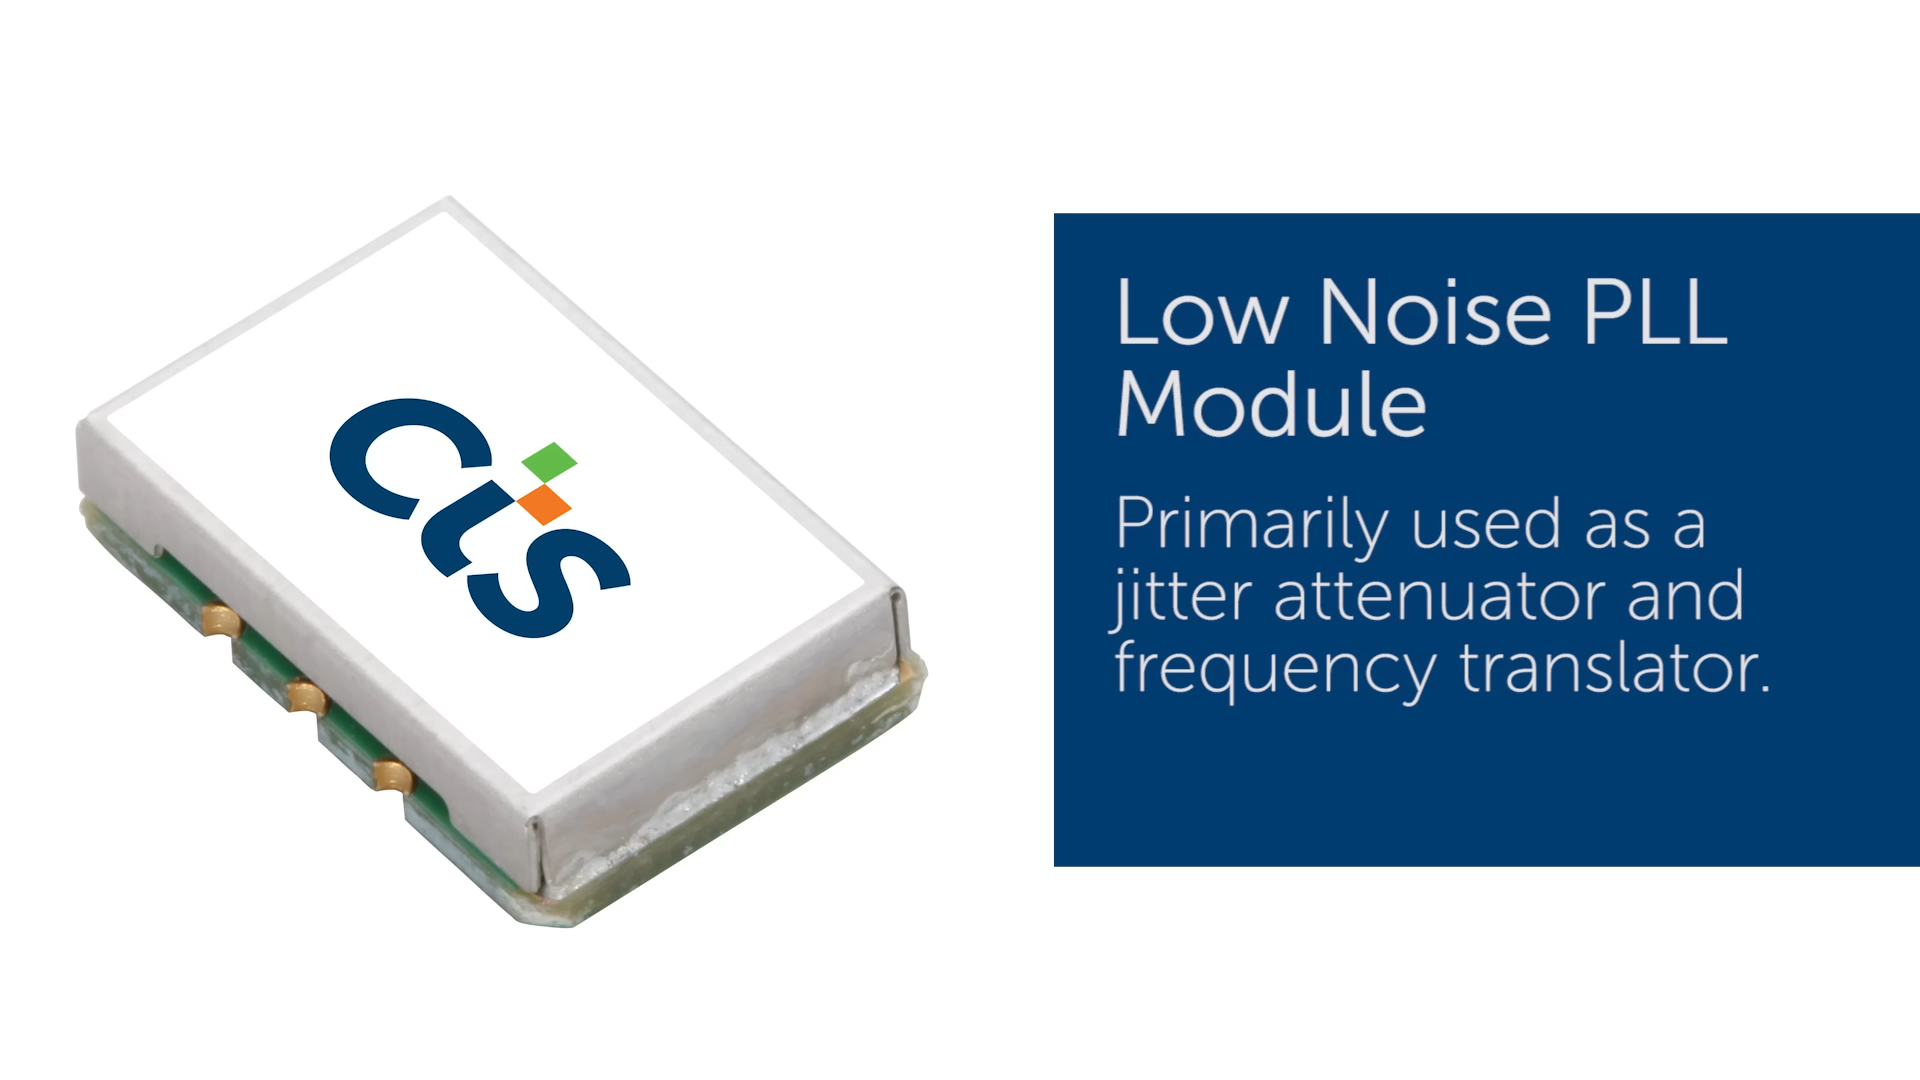 cts
Low Noise PLL
Module
Primarily used as a
jitter attenuator and
frequency translator.